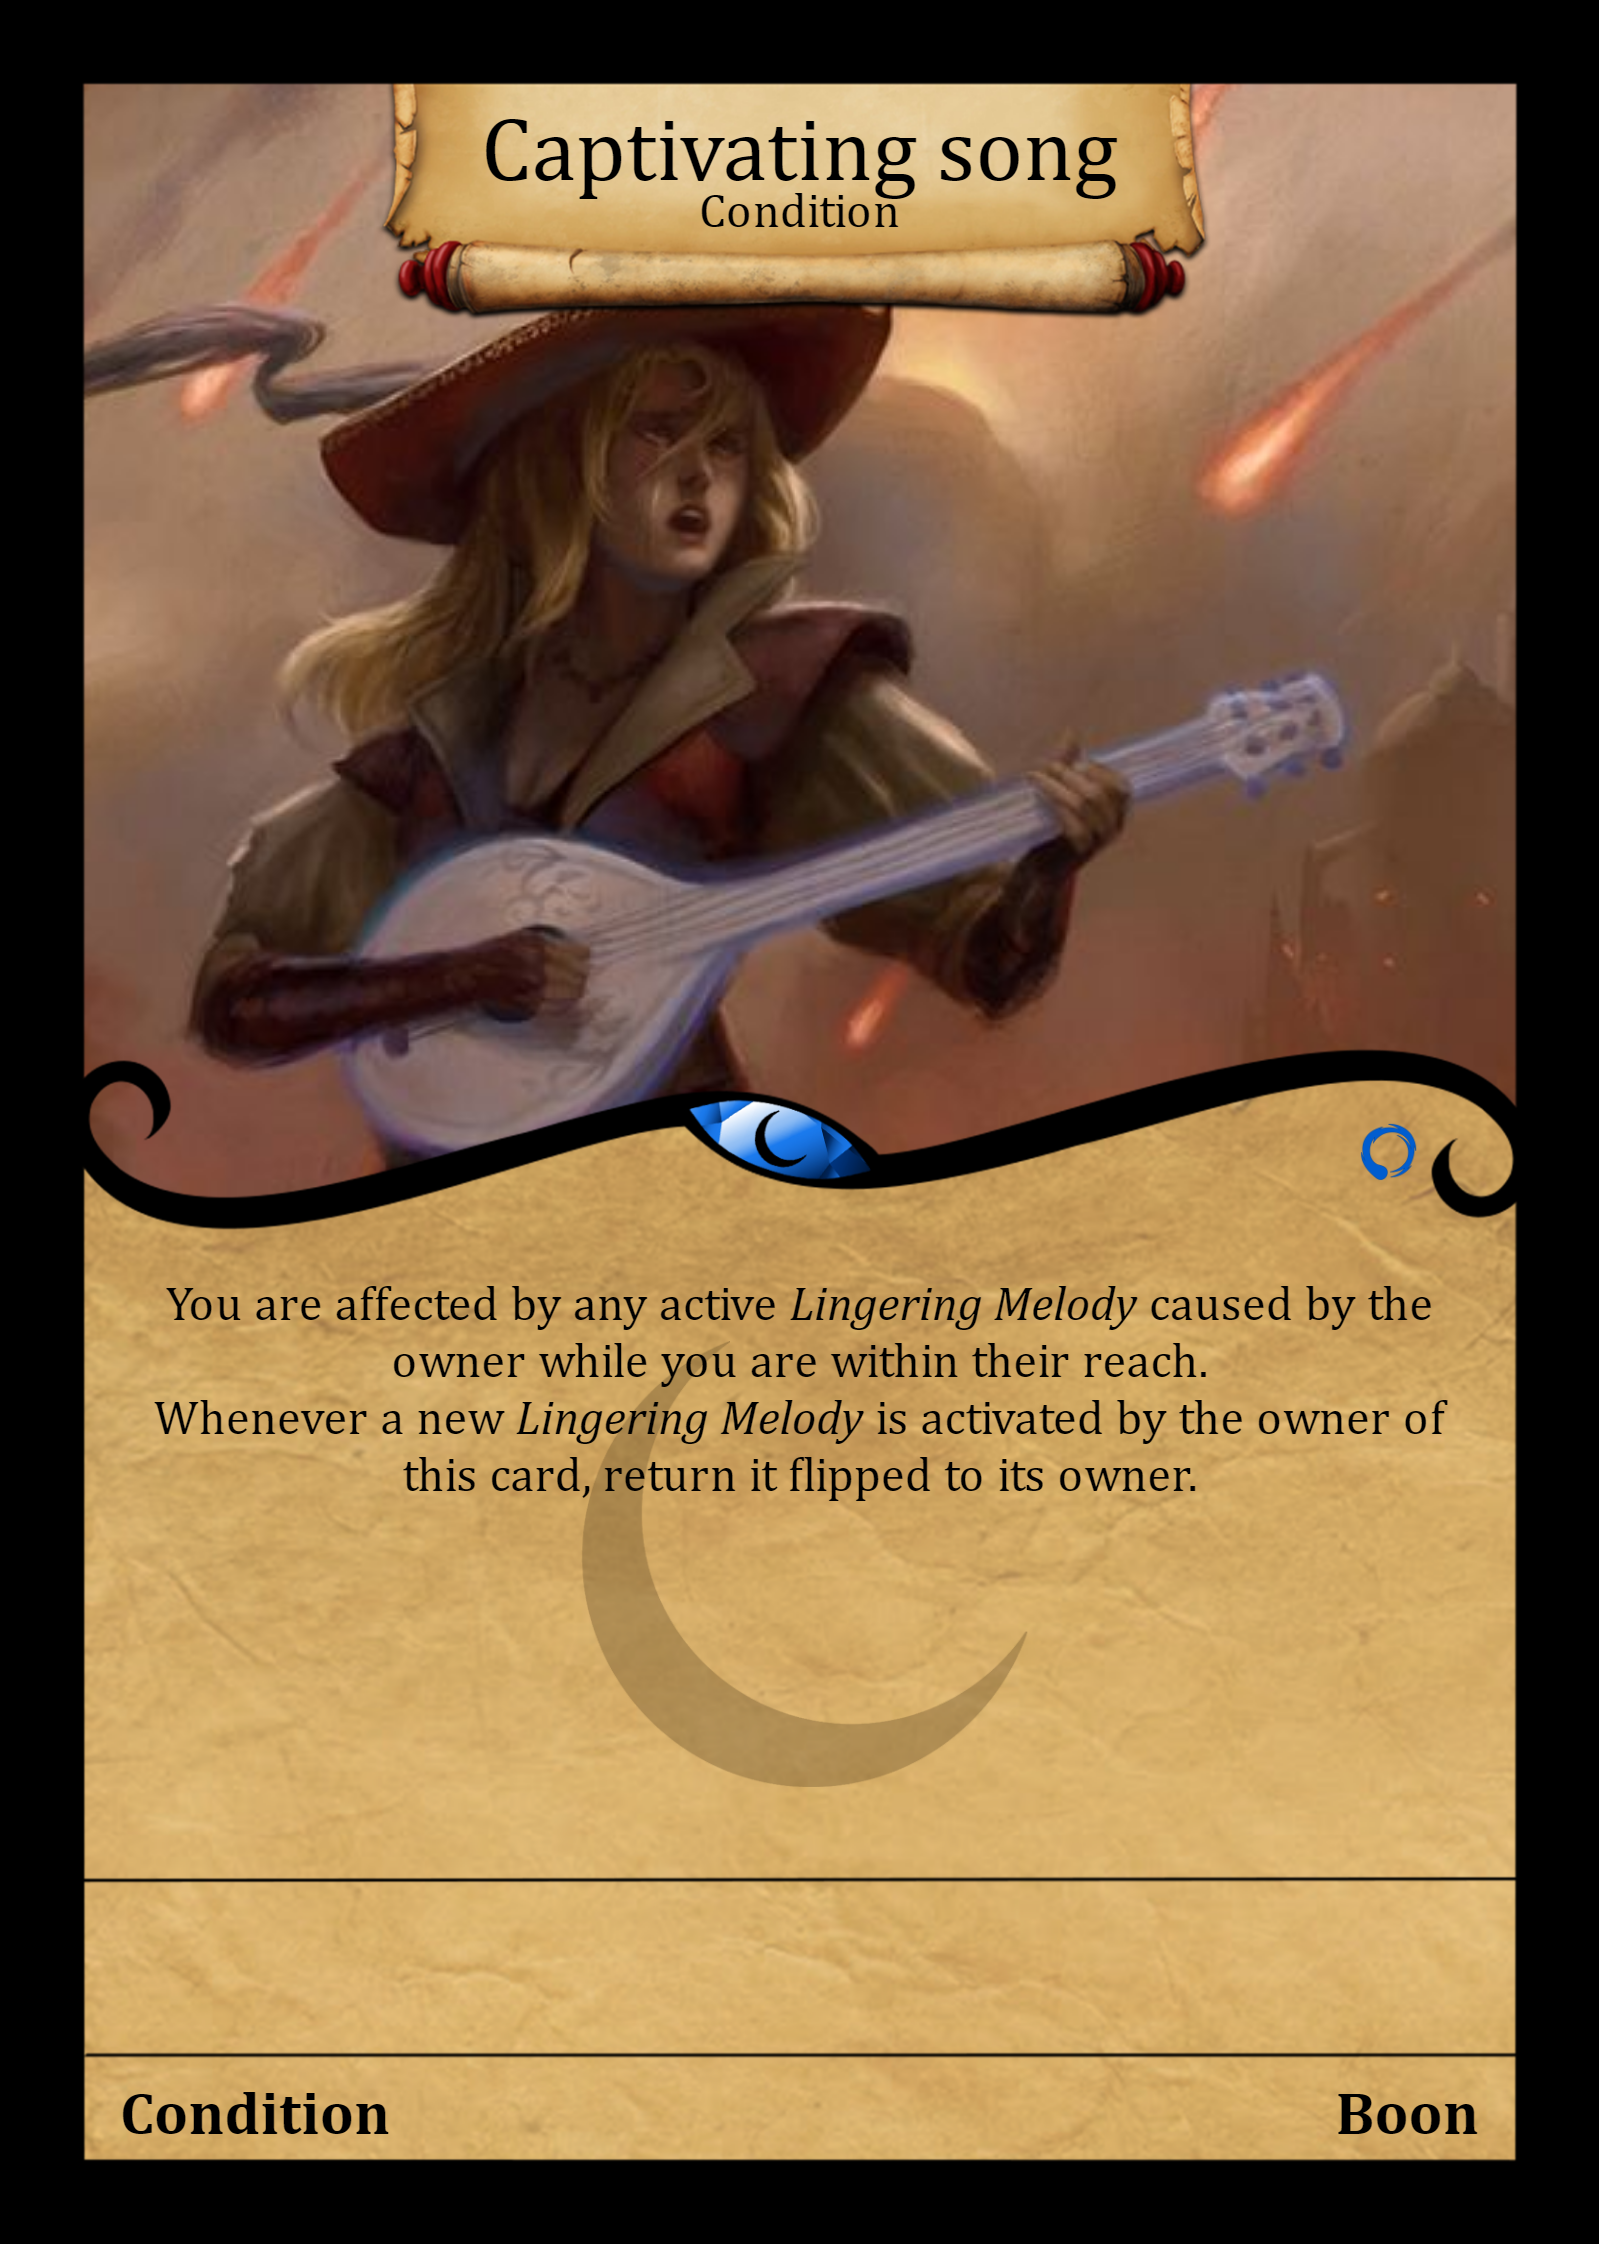 Captivating song
Condition
You are affected by any active Lingering Melody caused by the
owner while you are within their reach.
Whenever a new Lingering Melody is activated by the owner of
this card, return it flipped to its owner.
Condition
Boon